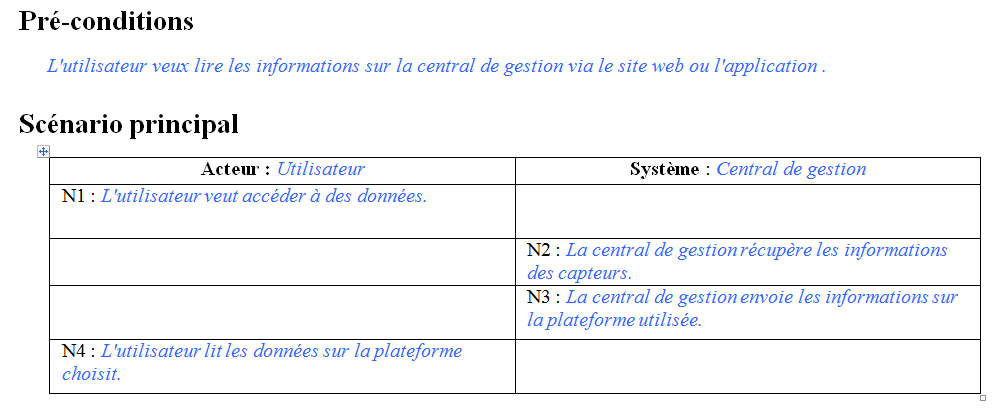 Pré-conditions
L'utilisateur veux lire les informations sur la central de gestion via le site web ou l'application .
Scénario principal
Acteur : Utilisateur
Système : Central de gestion
N1 : L'utilisateur veut accéder à des données.
N2 : La central de gestion récupère les informations
des capteurs.
N3 : La central de gestion envoie les informations sur
la plateforme utilisée.
N4 : L'utilisateur lit les données sur la plateforme
choisit.